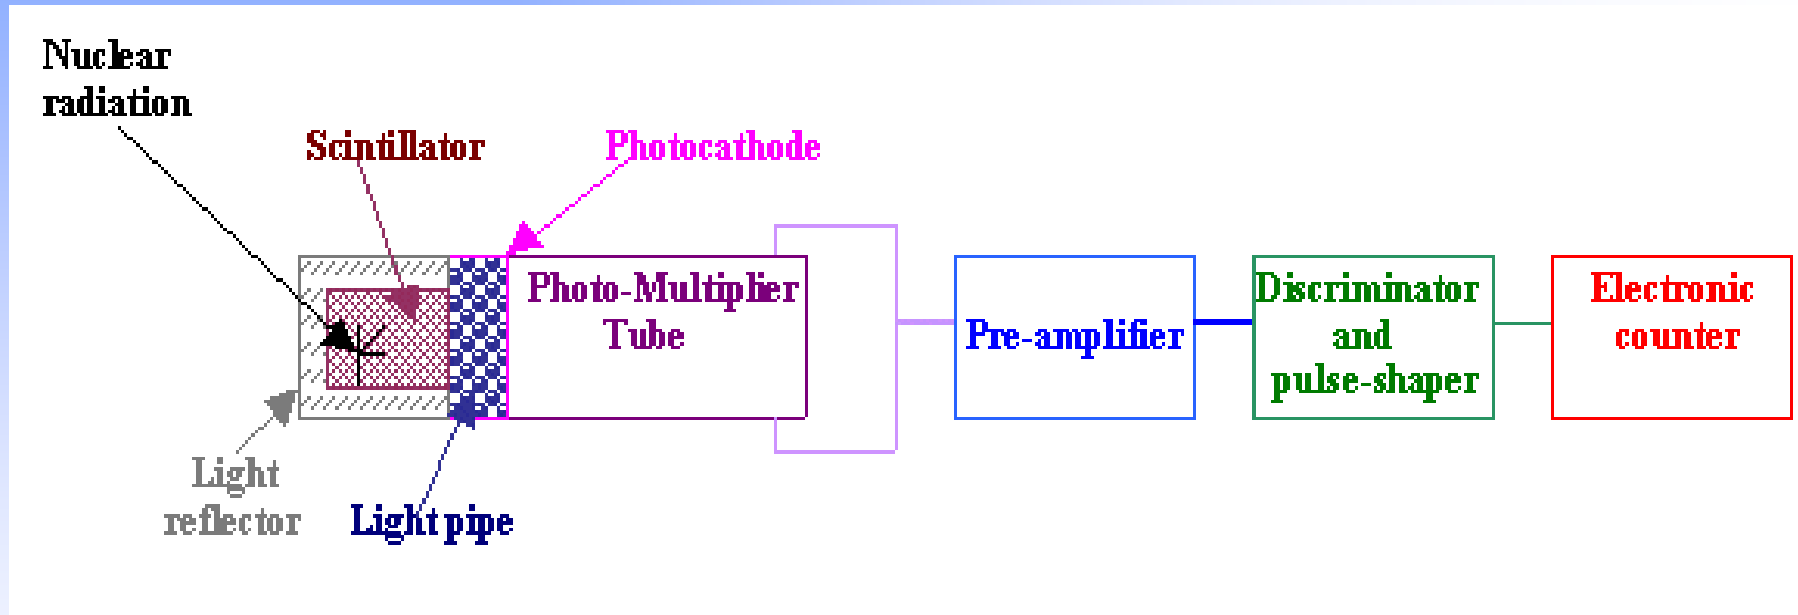 Nuclear
radiation
Scintillator
Photocathode
Photo-Multiplier
Tube
Pre-amplifier
Discriminator
and
pulse-shaper
Electronic
counter
Light
reflector
Light pipe